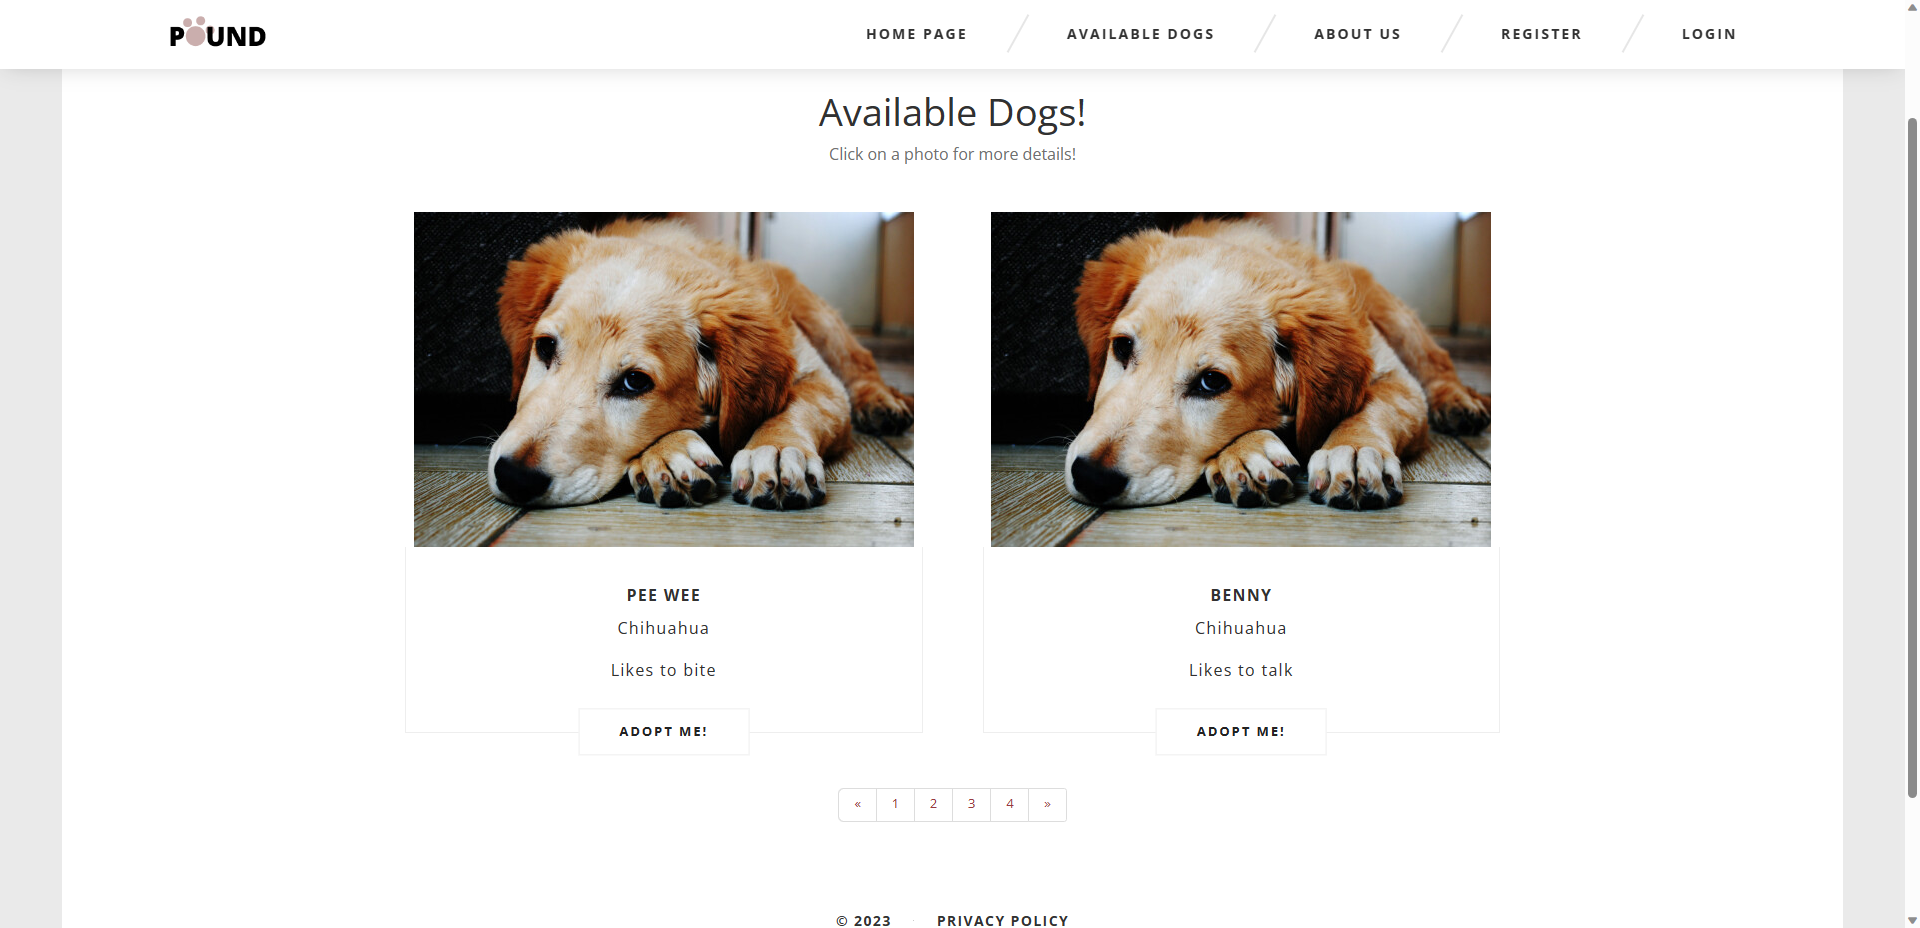 POUND
HOME PAGE
AVAILABLE DOGS
ABOUT US
REGISTER
LOGIN
Available Dogs!
Click on a photo for more details!
PEE WEE
Chihuahua
Likes to bite
ADOPT ME!
BENNY
Chihuahua
Likes to talk
ADOPT ME!
« 1 2 3 4 »
© 2023 · PRIVACY POLICY